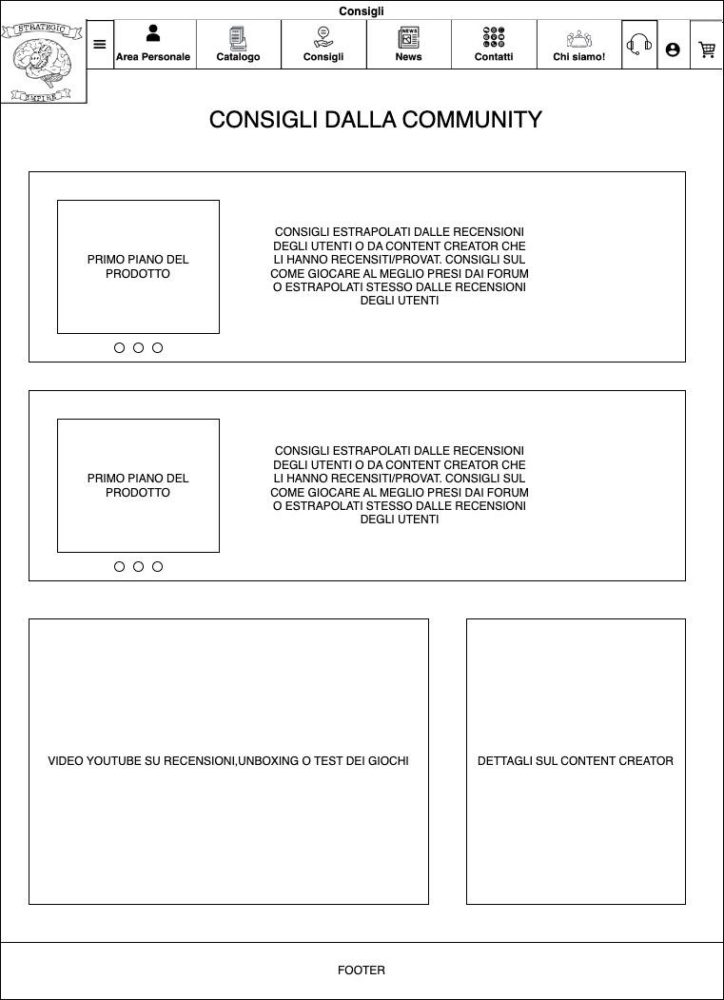 Consigli
STRATEGIC
EMPIRE
Area Personale
Catalogo
Consigli
NEWS
News
Contatti
Chi siamo!
CONSIGLI DALLA COMMUNITY
PRIMO PIANO DEL
PRODOTTO
CONSIGLI ESTRAPOLATI DALLE RECENSIONI
DEGLI UTENTI O DA CONTENT CREATOR CHE
LI HANNO RECENSITI/PROVAT. CONSIGLI SUL
COME GIOCARE AL MEGLIO PRESI DAI FORUM
O ESTRAPOLATI STESSO DALLE RECENSIONI
DEGLI UTENTI
PRIMO PIANO DEL
PRODOTTO
CONSIGLI ESTRAPOLATI DALLE RECENSIONI
DEGLI UTENTI O DA CONTENT CREATOR CHE
LI HANNO RECENSITI/PROVAT. CONSIGLI SUL
COME GIOCARE AL MEGLIO PRESI DAI FORUM
O ESTRAPOLATI STESSO DALLE RECENSIONI
DEGLI UTENTI
VIDEO YOUTUBE SU RECENSIONI,UNBOXING O TEST DEI GIOCHI
DETTAGLI SUL CONTENT CREATOR
FOOTER